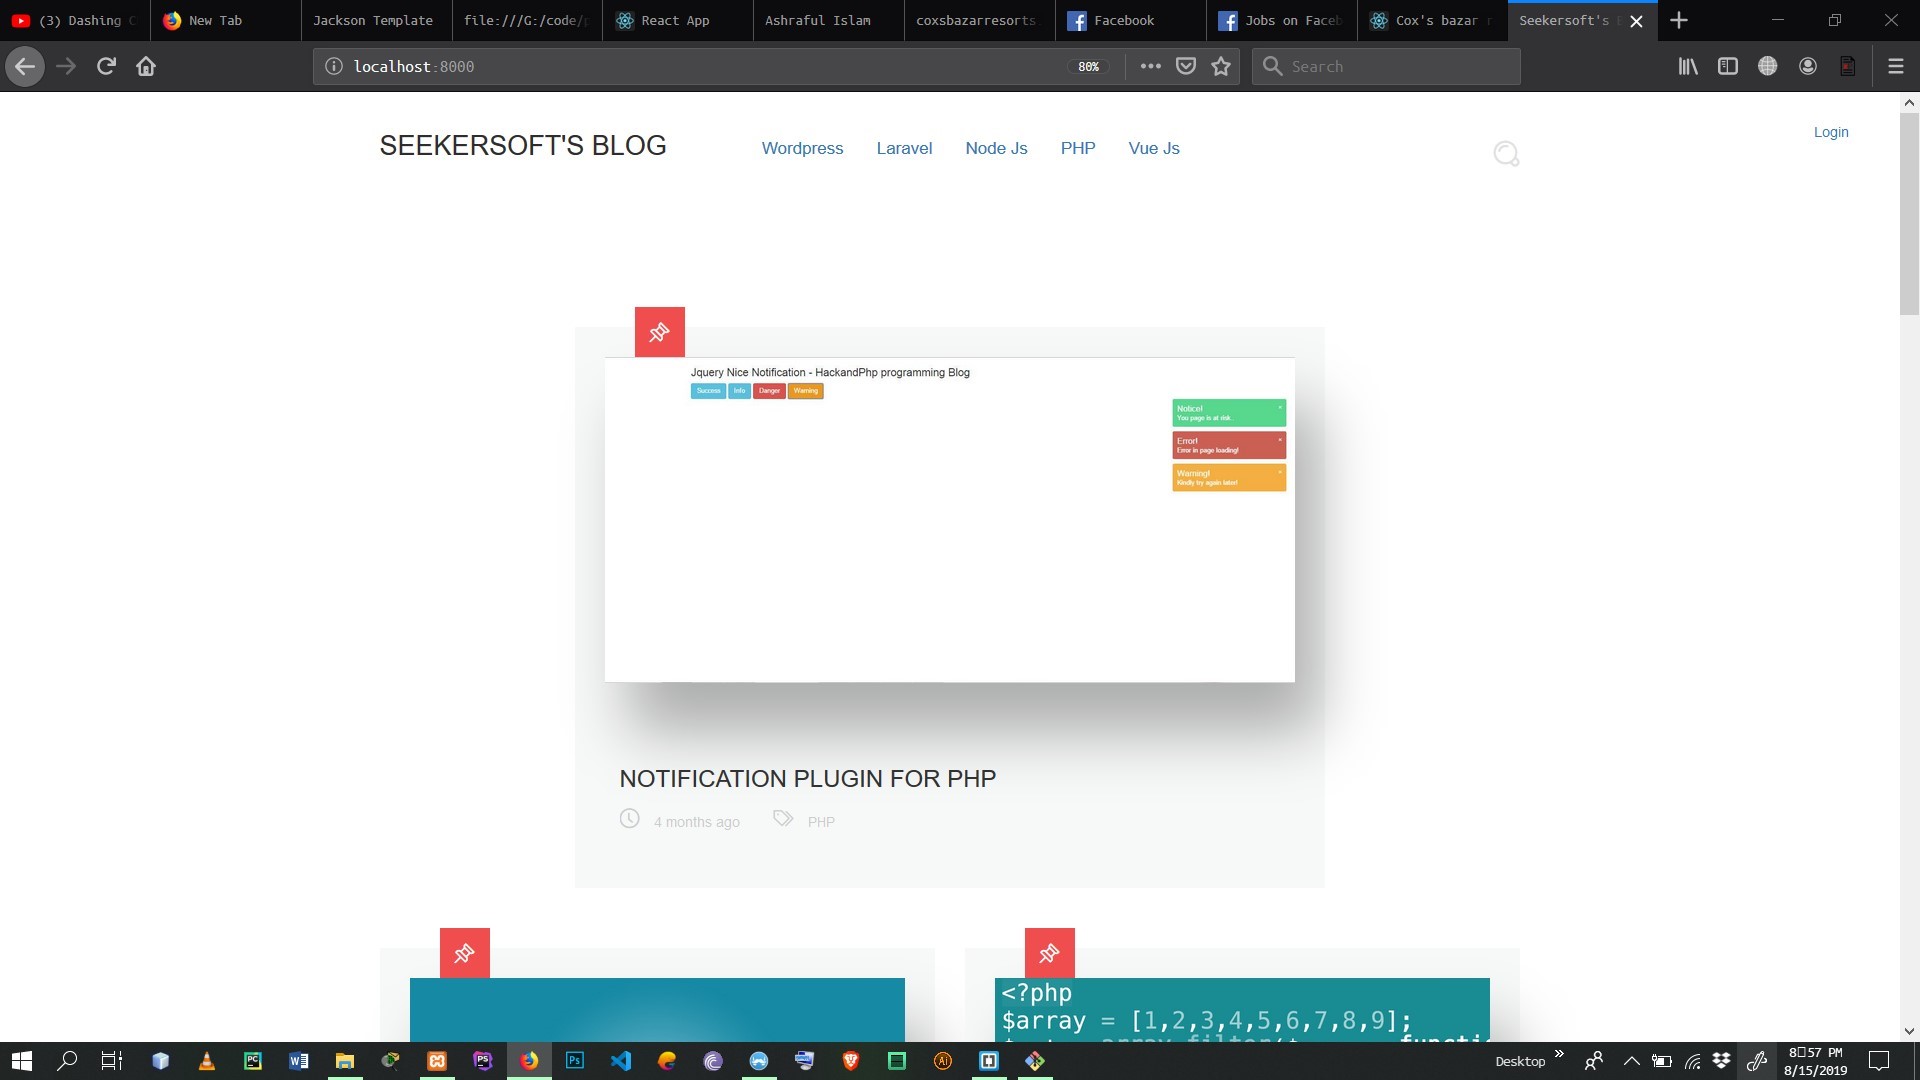 (3) Dashing
New Tab
Jackson Template
file:///G:/code/
React App
Ashraful Islam
coxsbazarresorts
Facebook
Jobs on Faceb
Cox's bazar r
Seekersoft's
localhost:8000
80%
Search
SEEKERSOFT'S BLOG
Wordpress
Laravel
Node Js
PHP
Vue Js
Login
Jquery Nice Notification - HackandPhp programming Blog
Success
Info
Danger
Warning
Notice!
You page is at risk.
Error!
Error in page loading!
Warning!
Kindly try again later!
NOTIFICATION PLUGIN FOR PHP
4 months ago
PHP
<?php
$array = [1,2,3,4,5,6,7,8,9];
Desktop
8 57 PM
8/15/2019